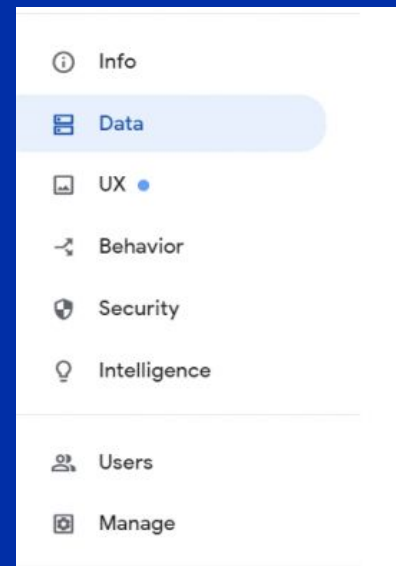 Info
Data
UX
Behavior
Security
Intelligence
Users
Manage